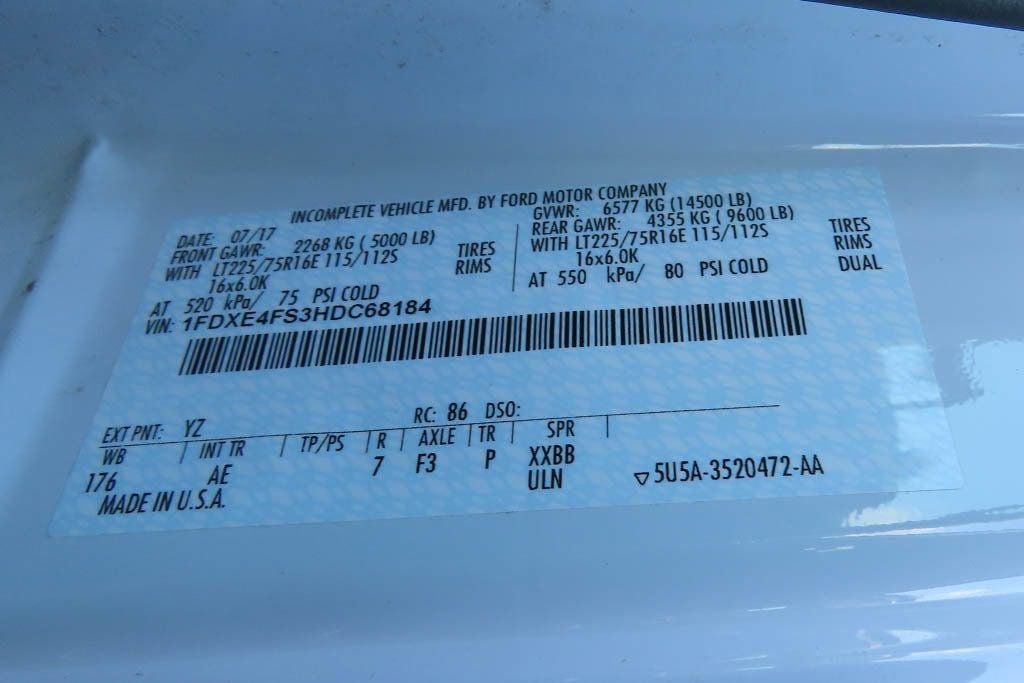 INCOMPLETE VEHICLE MFD. BY FORD MOTOR COMPANY
DATE: 07/17
FRONT GAWR: 2268 KG ( 5000 LB)
WITH LT225/75R16E 115/112S TIRES
16x6.0K RIMS
AT 520 kPa/ 75 PSI COLD
GVWR: 6577 KG (14500 LB)
REAR GAWR: 4355 KG ( 9600 LB)
WITH LT225/75R16E 115/112S TIRES
16x6.0K RIMS
AT 550 kPa/ 80 PSI COLD DUAL
VIN: 1FDXE4FS3HDC68184
EXT PNT: YZ RC: 86 DSO:
WB INT TR TP/PS R AXLE TR SPR
176 AE 7 F3 P XXBB
ULN
MADE IN U.S.A. ▽5U5A-3520472-AA